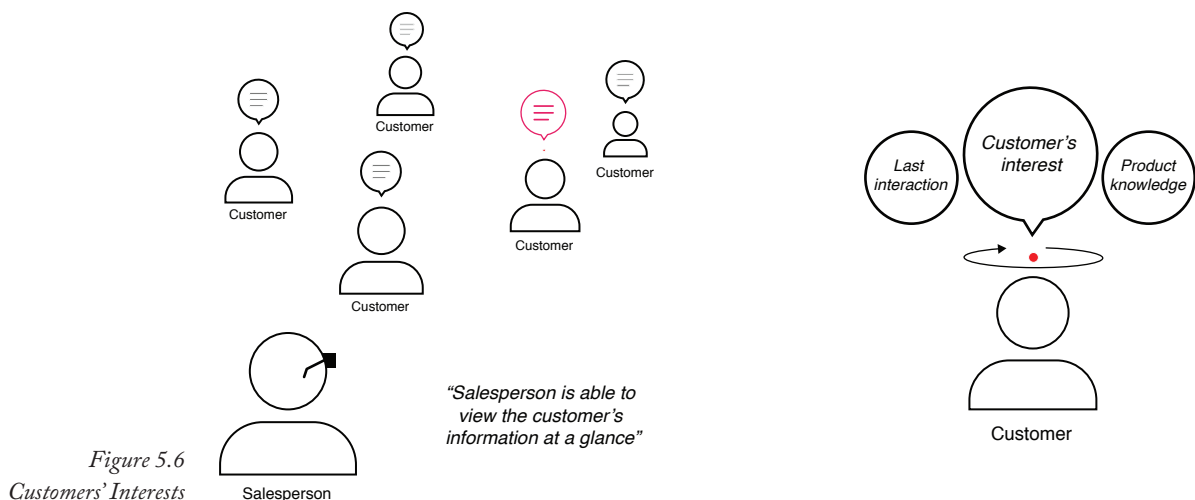 Customer
Customer
Customer
Customer
Customer
Customer's
interest
Last
interaction
Product
knowledge
Customer
"Salesperson is able to
view the customer's
information at a glance"
Salesperson
Figure 5.6
Customers' Interests